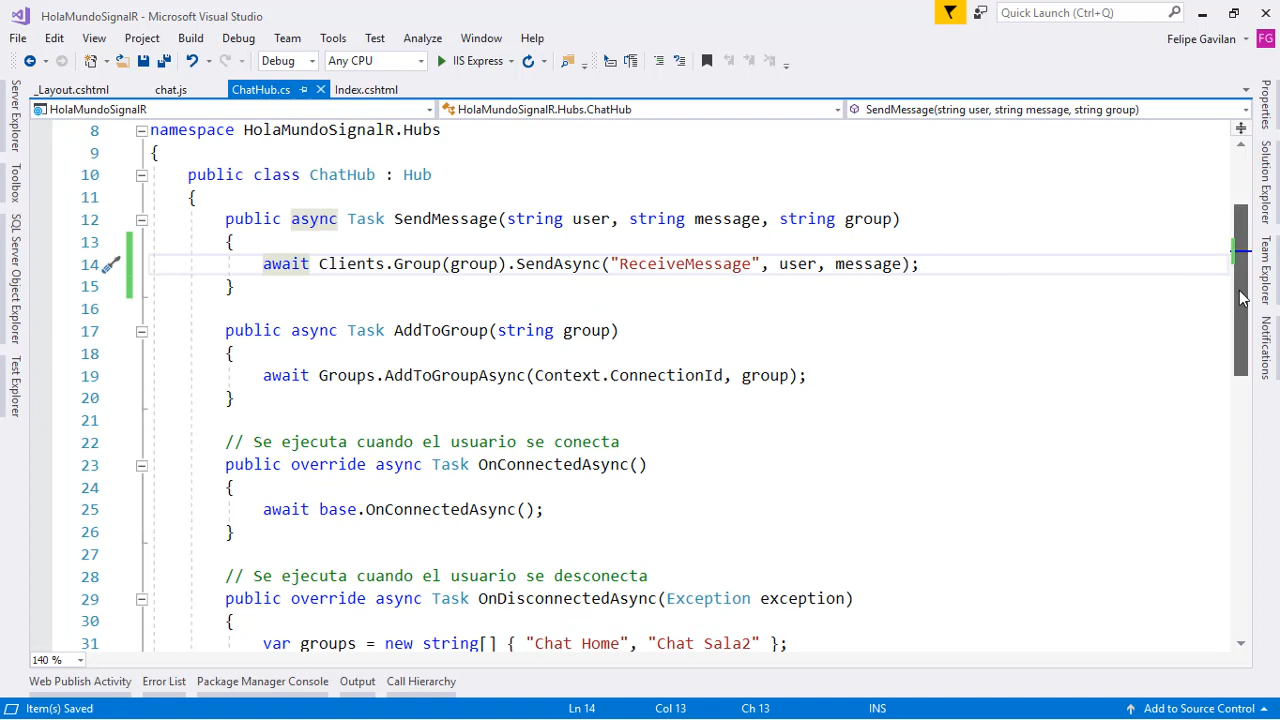 HolaMundoSignalR - Microsoft Visual Studio
Quick Launch (Ctrl+Q)
File Edit View Project Build Debug Team Tools Test Analyze Window Help
Felipe Gavilan FG
Debug Any CPU IIS Express
_Layout.cshtml chat.js ChatHub.cs Index.cshtml
HolaMundoSignalR HolaMundoSignalR.Hubs.ChatHub SendMessage(string user, string message, string group)
8 namespace HolaMundoSignalR.Hubs
9 {
10 public class ChatHub : Hub
11 {
12 public async Task SendMessage(string user, string message, string group)
13 {
14 await Clients.Group(group).SendAsync("ReceiveMessage", user, message);
15 }
16
17 public async Task AddToGroup(string group)
18 {
19 await Groups.AddToGroupAsync(Context.ConnectionId, group);
20 }
21
22 // Se ejecuta cuando el usuario se conecta
23 public override async Task OnConnectedAsync()
24 {
25 await base.OnConnectedAsync();
26 }
27
28 // Se ejecuta cuando el usuario se desconecta
29 public override async Task OnDisconnectedAsync(Exception exception)
30 {
31 var groups = new string[] { "Chat Home", "Chat Sala2" };
140 %
Server Explorer
Toolbox
SQL Server Object Explorer
Test Explorer
Properties
Solution Explorer
Team Explorer
Notifications
Web Publish Activity Error List Package Manager Console Output Call Hierarchy
Item(s) Saved Ln 14 Col 13 Ch 13 INS Add to Source Control